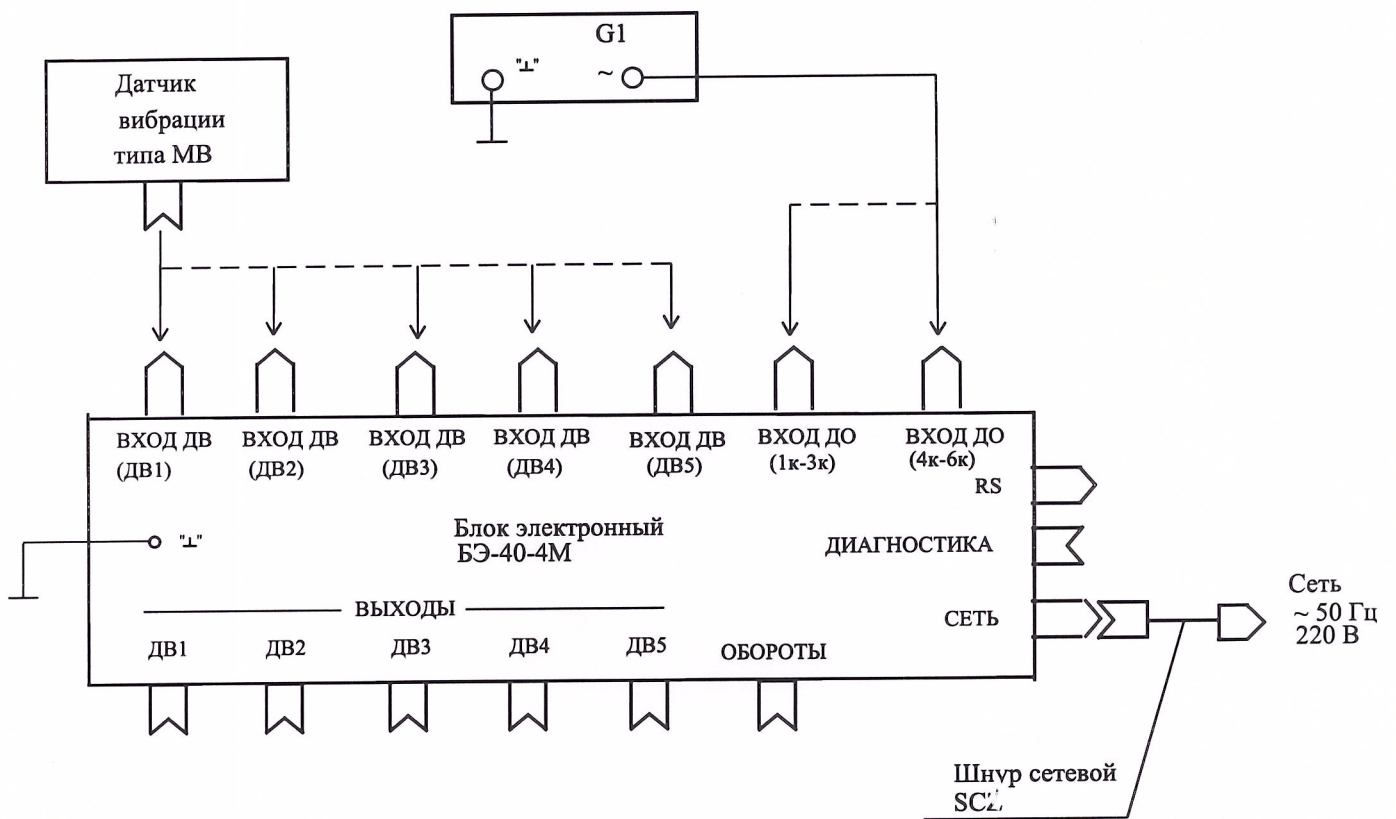 G1
"⊥"
~
Датчик
вибрации
типа МВ
ВХОД ДВ
(ДВ1)
ВХОД ДВ
(ДВ2)
ВХОД ДВ
(ДВ3)
ВХОД ДВ
(ДВ4)
ВХОД ДВ
(ДВ5)
ВХОД ДО
(1к-3к)
ВХОД ДО
(4к-6к)
RS
"⊥"
Блок электронный
БЭ-40-4М
ДИАГНОСТИКА
ВЫХОДЫ
СЕТЬ
Сеть
~ 50 Гц
220 В
ДВ1
ДВ2
ДВ3
ДВ4
ДВ5
ОБОРОТЫ
Шнур сетевой